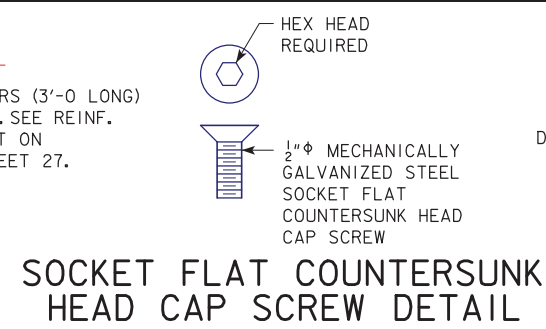 HEX HEAD
REQUIRED
RS (3'-0 LONG)
. SEE REINF.
T ON
EET 27.
D
1/2"ϕ MECHANICALLY
GALVANIZED STEEL
SOCKET FLAT
COUNTERSUNK HEAD
CAP SCREW
SOCKET FLAT COUNTERSUNK
HEAD CAP SCREW DETAIL